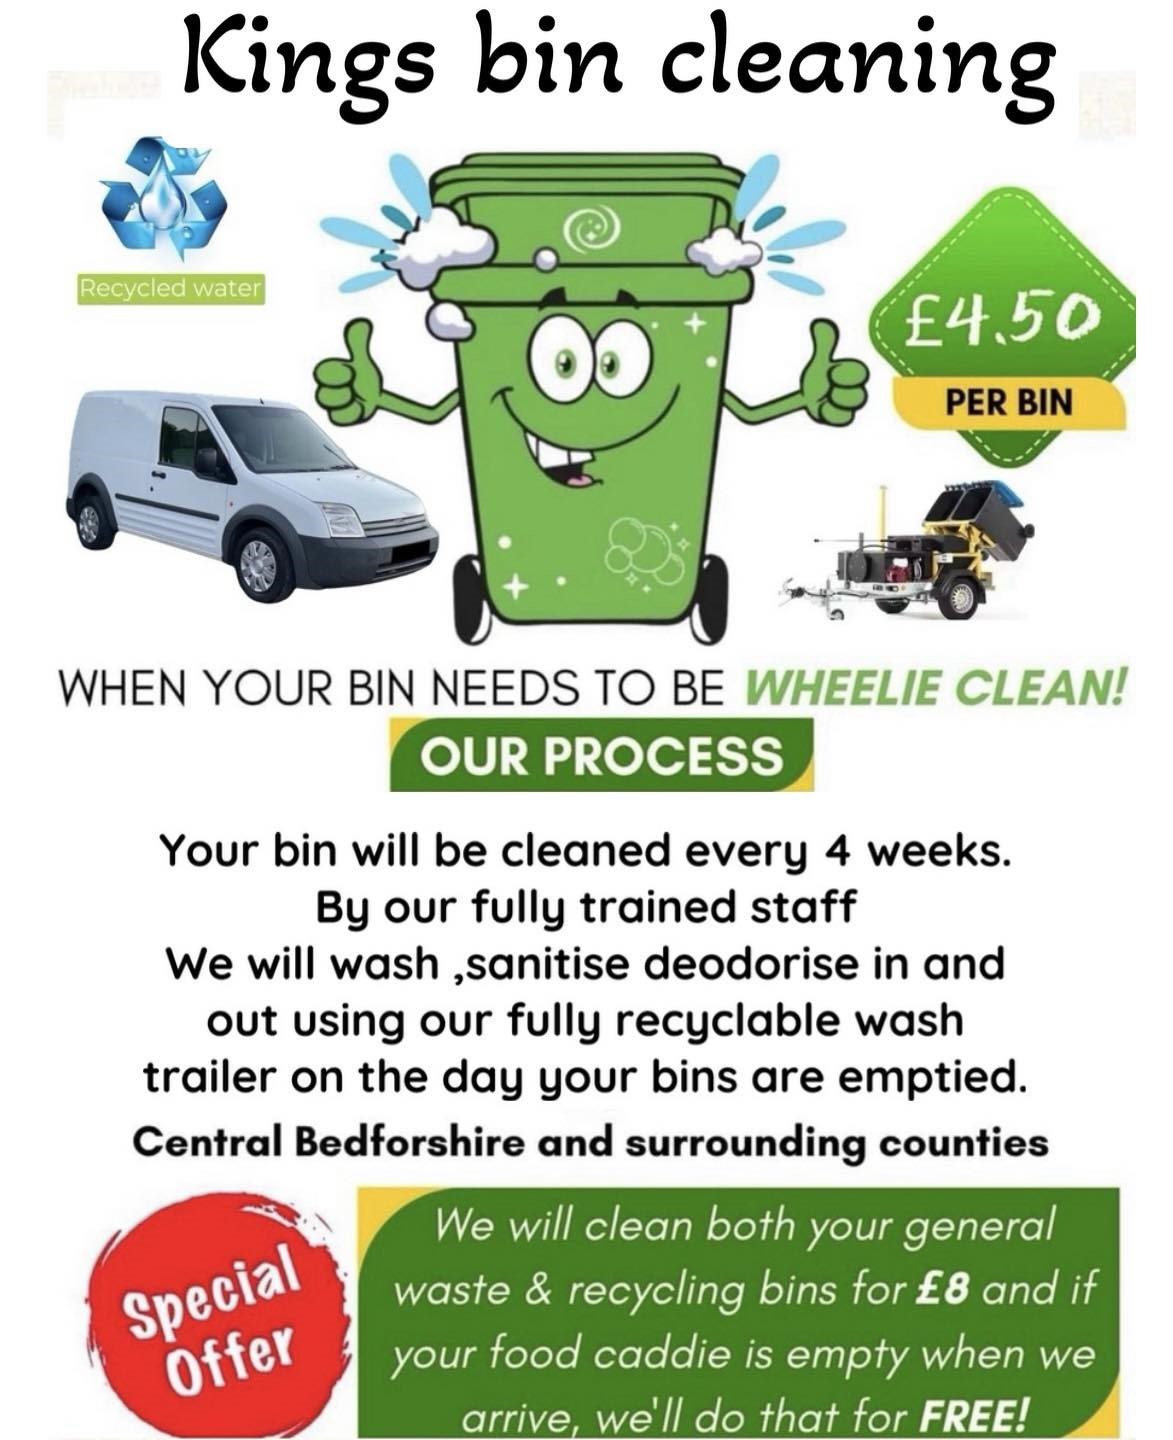 Kings bin cleaning
Recycled water
£4.50
PER BIN
WHEN YOUR BIN NEEDS TO BE WHEELIE CLEAN!
OUR PROCESS
Your bin will be cleaned every 4 weeks.
By our fully trained staff
We will wash ,sanitise deodorise in and
out using our fully recyclable wash
trailer on the day your bins are emptied.
Central Bedforshire and surrounding counties
Special
Offer
We will clean both your general
waste & recycling bins for £8 and if
your food caddie is empty when we
arrive, we'll do that for FREE!